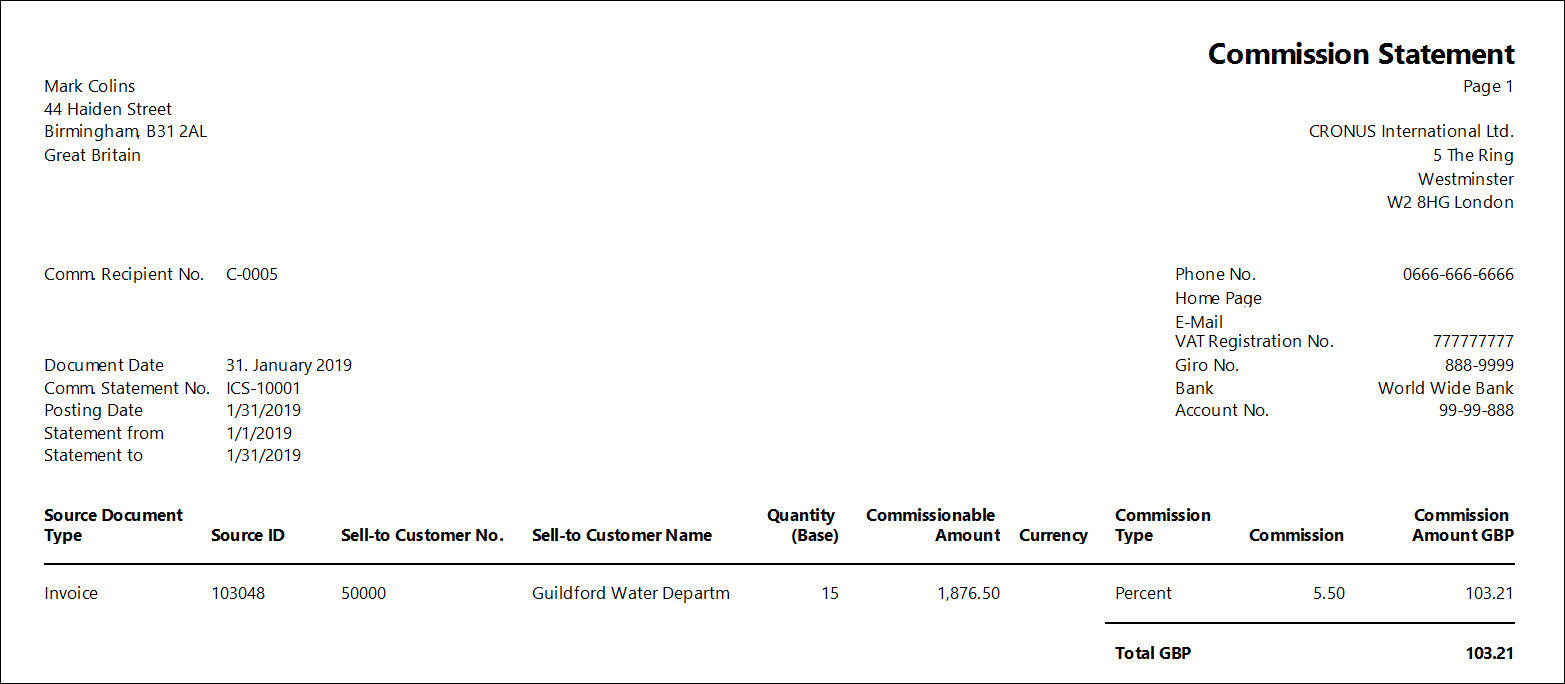 Commission Statement
Mark Colins
Page 1
44 Haiden Street
Birmingham, B31 2AL
CRONUS International Ltd.
Great Britain
5 The Ring
Westminster
W2 8HG London
Comm. Recipient No. C-0005
Phone No. 0666-666-6666
Home Page
E-Mail
VAT Registration No. 777777777
Document Date 31. January 2019
Giro No. 888-9999
Comm. Statement No. ICS-10001
Bank World Wide Bank
Posting Date 1/31/2019
Account No. 99-99-888
Statement from 1/1/2019
Statement to 1/31/2019
Source Document Quantity Commissionable Commission Commission
Type Source ID Sell-to Customer No. Sell-to Customer Name (Base) Amount Currency Type Commission Amount GBP
Invoice 103048 50000 Guildford Water Departm 15 1,876.50 Percent 5.50 103.21
Total GBP 103.21